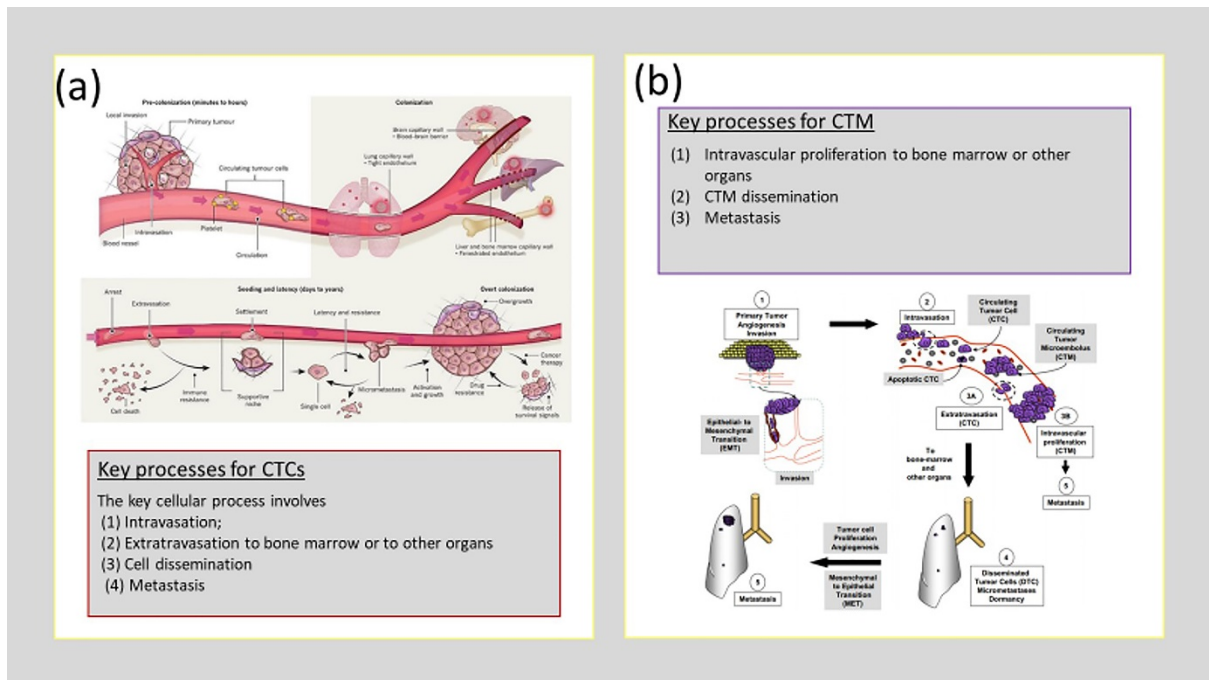 (a)
Pre-colonization (minutes to hours)
Colonization
Local invasion
Primary tumour
Brain capillary wall
• Blood-brain barrier
Lung capillary wall
• Tight endothelium
Circulating tumour cells
Platelet
Intravasation
Blood vessel
Circulation
Liver and bone marrow capillary wall
• Fenestrated endothelium
Seeding and latency (days to years)
Overt colonization
Arrest
Extravasation
Settlement
Latency and resistance
Overgrowth
Cancer
therapy
Cell death
Immune
resistance
Supportive
niche
Single cell
Micrometastasis
Activation
and growth
Drug
resistance
Release of
survival signals
Key processes for CTCs
The key cellular process involves
(1) Intravasation;
(2) Extratravasation to bone marrow or to other organs
(3) Cell dissemination
(4) Metastasis
(b)
Key processes for CTM
(1) Intravascular proliferation to bone marrow or other
organs
(2) CTM dissemination
(3) Metastasis
1
Primary Tumor
Angiogenesis
Invasion
2
Intravasation
Circulating
Tumor Cell
(CTC)
Circulating
Tumor
Microembolus
(CTM)
Apoptotic CTC
3A
Extratravasation
(CTC)
3B
Intravascular
proliferation
(CTM)
5
Metastasis
Epithelial- to
Mesenchymal
Transition
(EMT)
Invasion
To
bone-marrow
and
other organs
Tumor cell
Proliferation
Angiogenesis
Mesenchymal
to Epithelial
Transition
(MET)
5
Metastasis
4
Disseminated
Tumor Cells (DTC)
Micrometastases
Dormancy